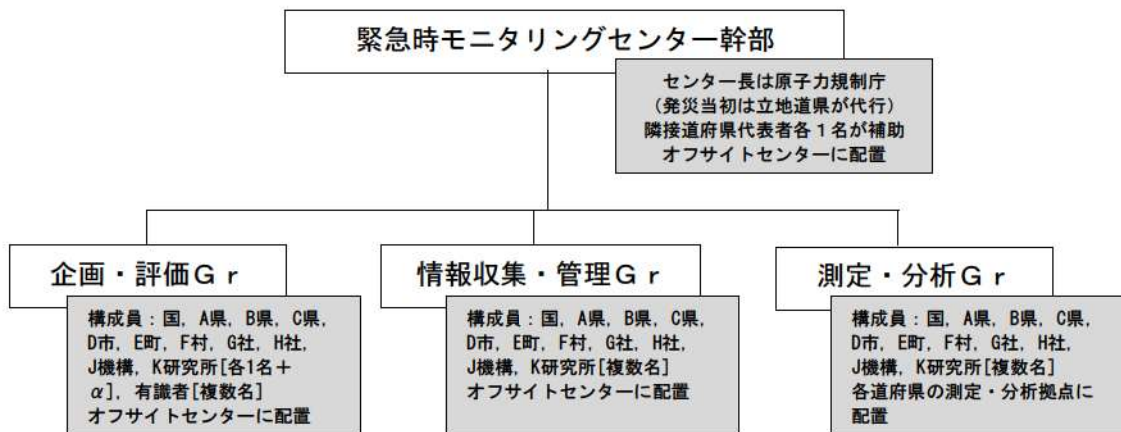 緊急時モニタリングセンター幹部
センター長は原子力規制庁
(発災当初は立地道県が代行)
隣接道府県代表者各１名が補助
オフサイトセンターに配置
企画・評価Ｇｒ
構成員：国, A県, B県, C県,
D市, E町, F村, G社, H社,
J機構, K研究所[各1名＋
α], 有識者[複数名]
オフサイトセンターに配置
情報収集・管理Ｇｒ
構成員：国, A県, B県, C県,
D市, E町, F村, G社, H社,
J機構, K研究所[複数名]
オフサイトセンターに配置
測定・分析Ｇｒ
構成員：国, A県, B県, C県,
D市, E町, F村, G社, H社,
J機構, K研究所[複数名]
各道府県の測定・分析拠点に
配置